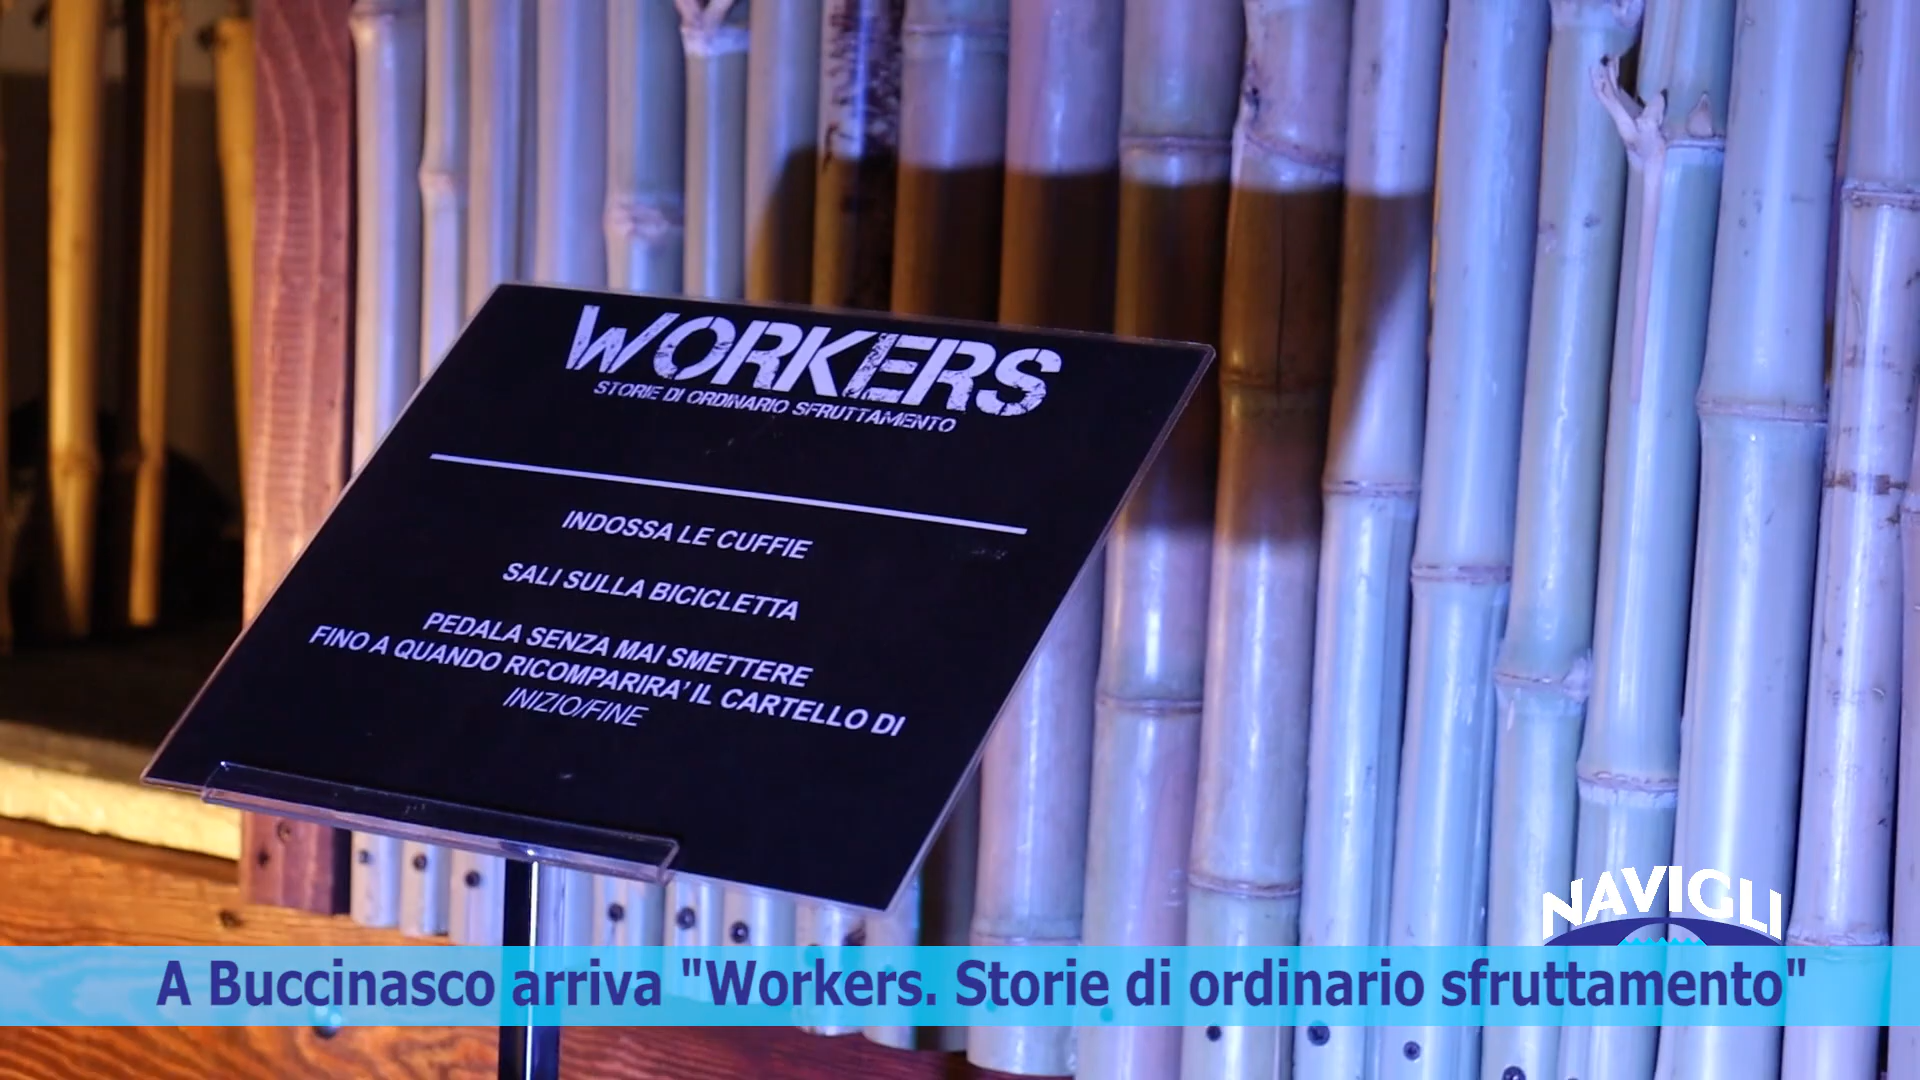 WORKERS
STORIE DI ORDINARIO SFRUTTAMENTO
INDOSSA LE CUFFIE
SALI SULLA BICICLETTA
PEDALA SENZA MAI SMETTERE
FINO A QUANDO RICOMPARIRA' IL CARTELLO DI
INIZIO/FINE
NAVIGLI
A Buccinasco arriva "Workers. Storie di ordinario sfruttamento"